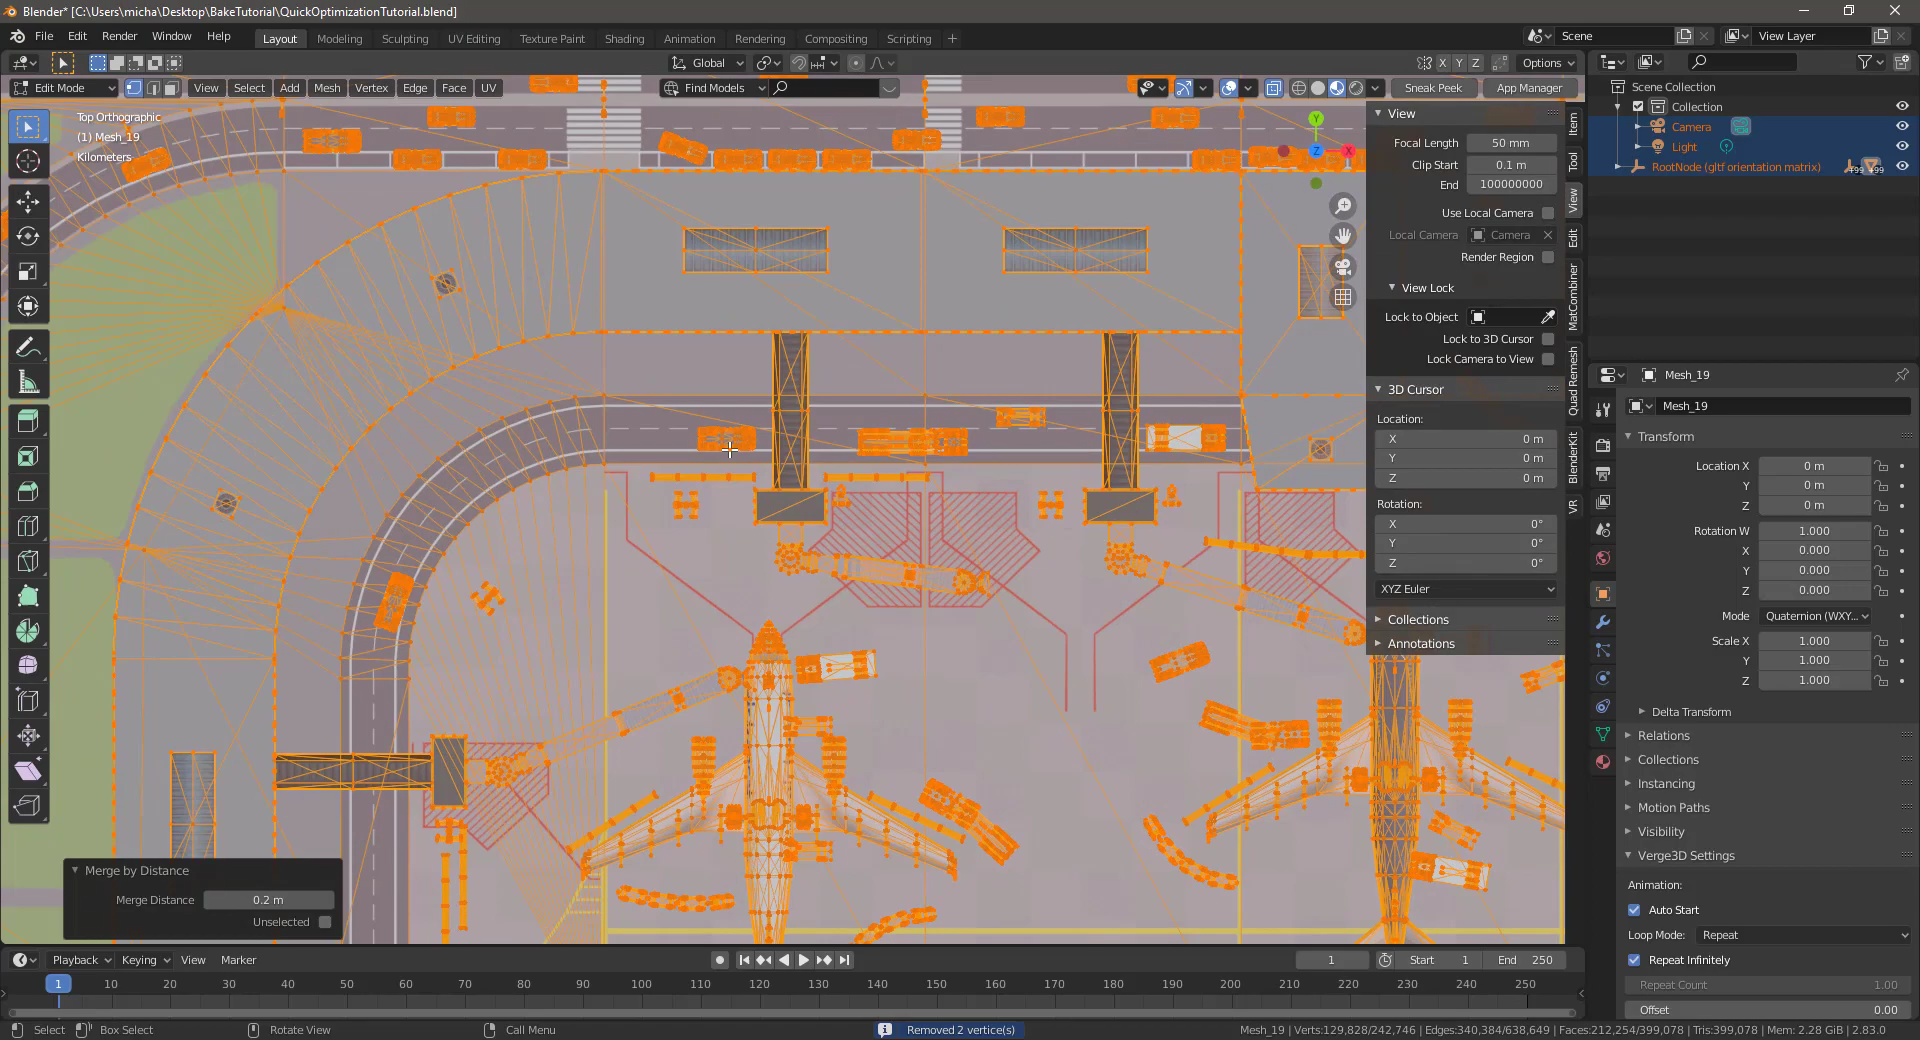 Blender* [C:\Users\micha\Desktop\BakeTutorial\QuickOptimizationTutorial.blend]
File Edit Render Window Help Layout Modeling Sculpting UV Editing Texture Paint Shading Animation Rendering Compositing Scripting + Scene View Layer
Global X Y Z Options
Edit Mode View Select Add Mesh Vertex Edge Face UV Find Models Sneak Peek App Manager
Scene Collection
Collection
Camera
Light
RootNode (gltf orientation matrix)
Top Orthographic
(1) Mesh_19
Kilometers
Y
Z
X
View
Focal Length 50 mm
Clip Start 0.1 m
End 100000000
Use Local Camera
Local Camera Camera
Render Region
View Lock
Lock to Object
Lock to 3D Cursor
Lock Camera to View
3D Cursor
Location:
X 0 m
Y 0 m
Z 0 m
Rotation:
X 0°
Y 0°
Z 0°
XYZ Euler
Collections
Annotations
Item
Tool
View
Edit
MatCombiner
Quad Remesh
BlenderKit
VR
Mesh_19
Mesh_19
Transform
Location X 0 m
Y 0 m
Z 0 m
Rotation W 1.000
X 0.000
Y 0.000
Z 0.000
Mode Quaternion (WXY...
Scale X 1.000
Y 1.000
Z 1.000
Delta Transform
Relations
Collections
Instancing
Motion Paths
Visibility
Verge3D Settings
Animation:
Auto Start
Loop Mode: Repeat
Repeat Infinitely
Repeat Count 1.00
Offset 0.00
Merge by Distance
Merge Distance 0.2 m
Unselected
Playback Keying View Marker 1 Start 1 End 250
1 10 20 30 40 50 60 70 80 90 100 110 120 130 140 150 160 170 180 190 200 210 220 230 240 250
Select Box Select Rotate View Call Menu Removed 2 vertice(s) Mesh_19 | Verts:129,828/242,746 | Edges:340,384/638,649 | Faces:212,254/399,078 | Tris:399,078 | Mem: 2.28 GiB | 2.83.0